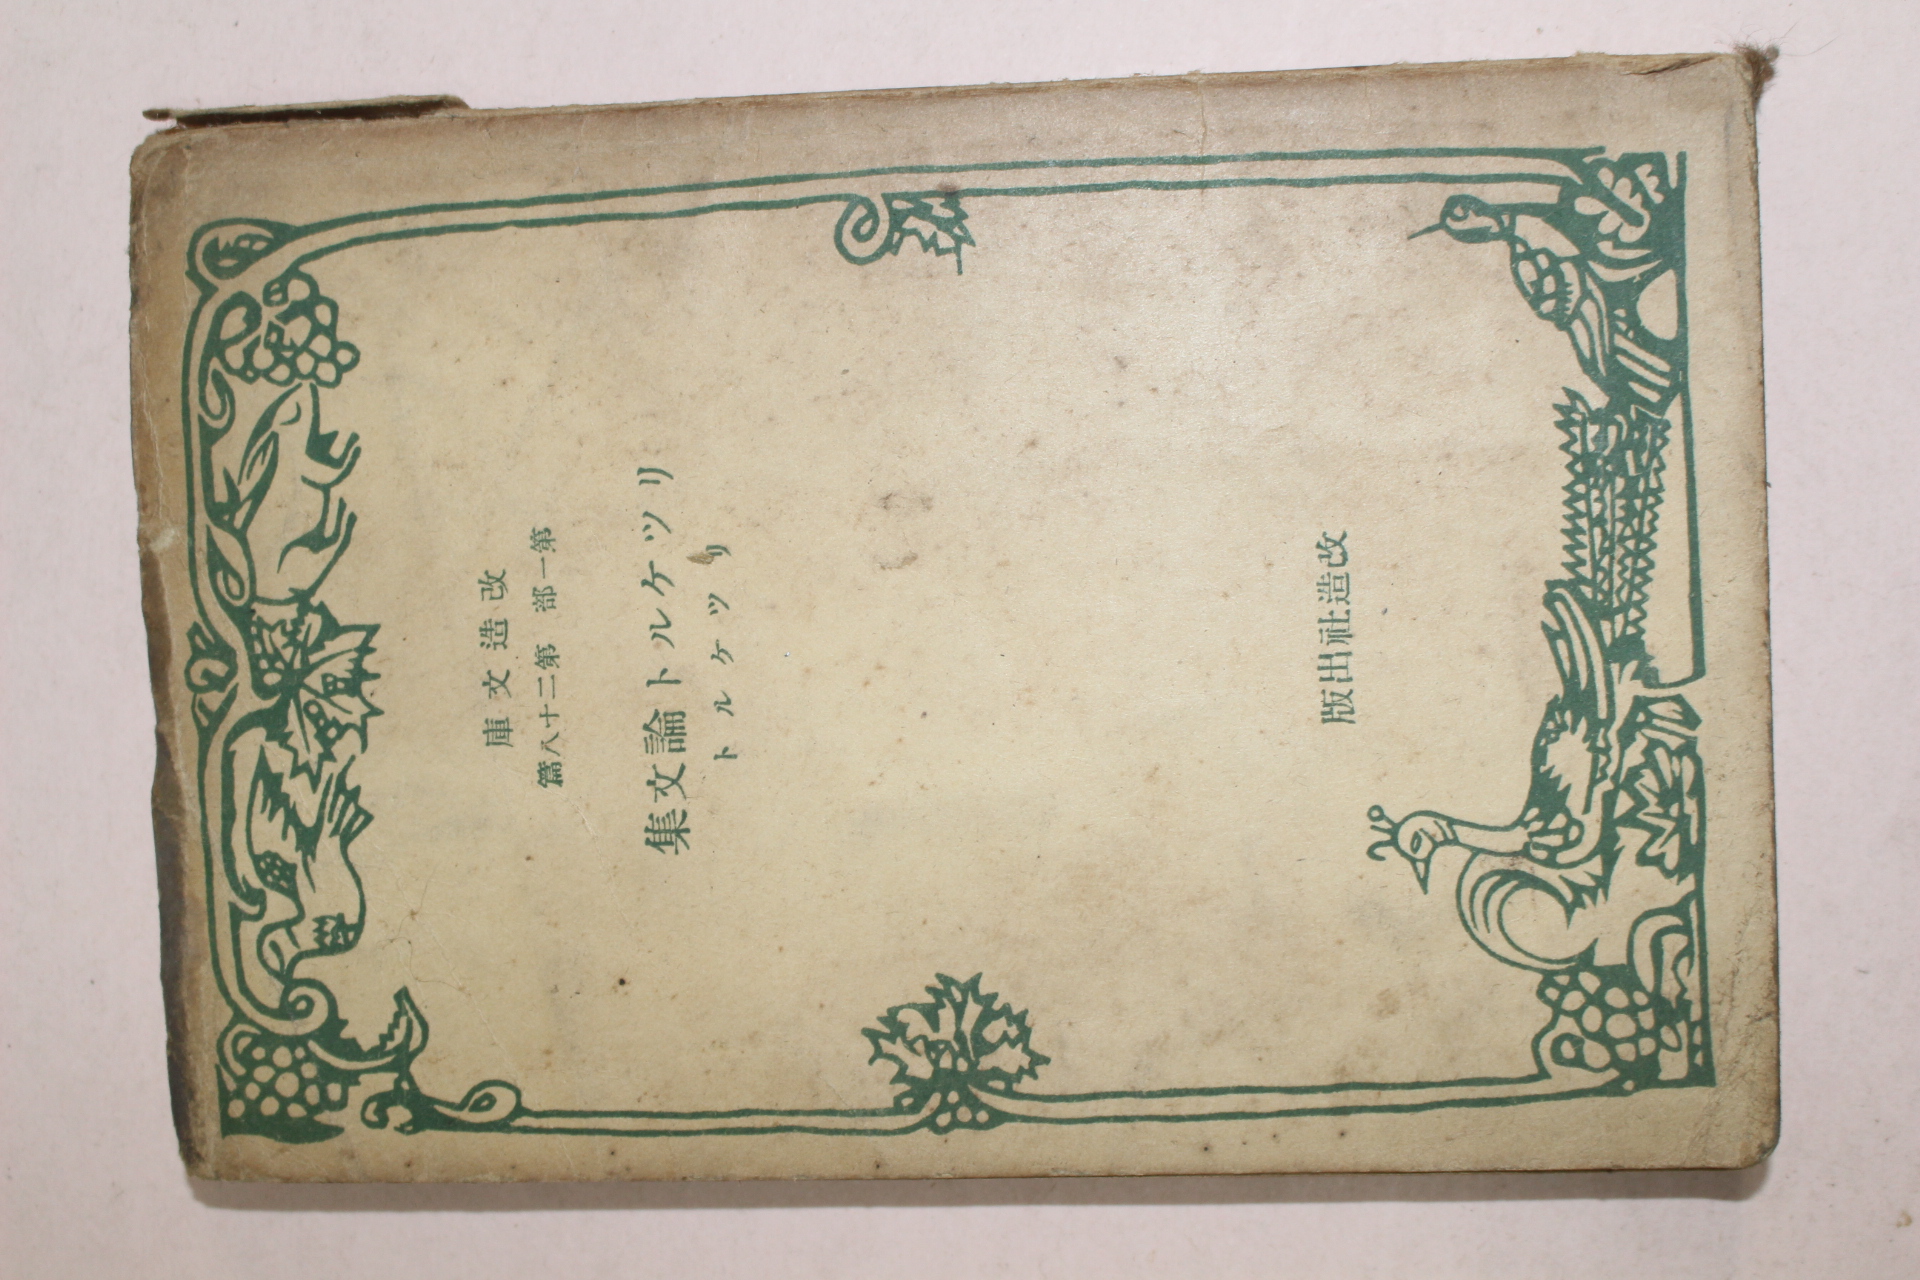 改造文庫
第一部 第二十八篇
リツケルト論文集
リツケルト
改造社出版